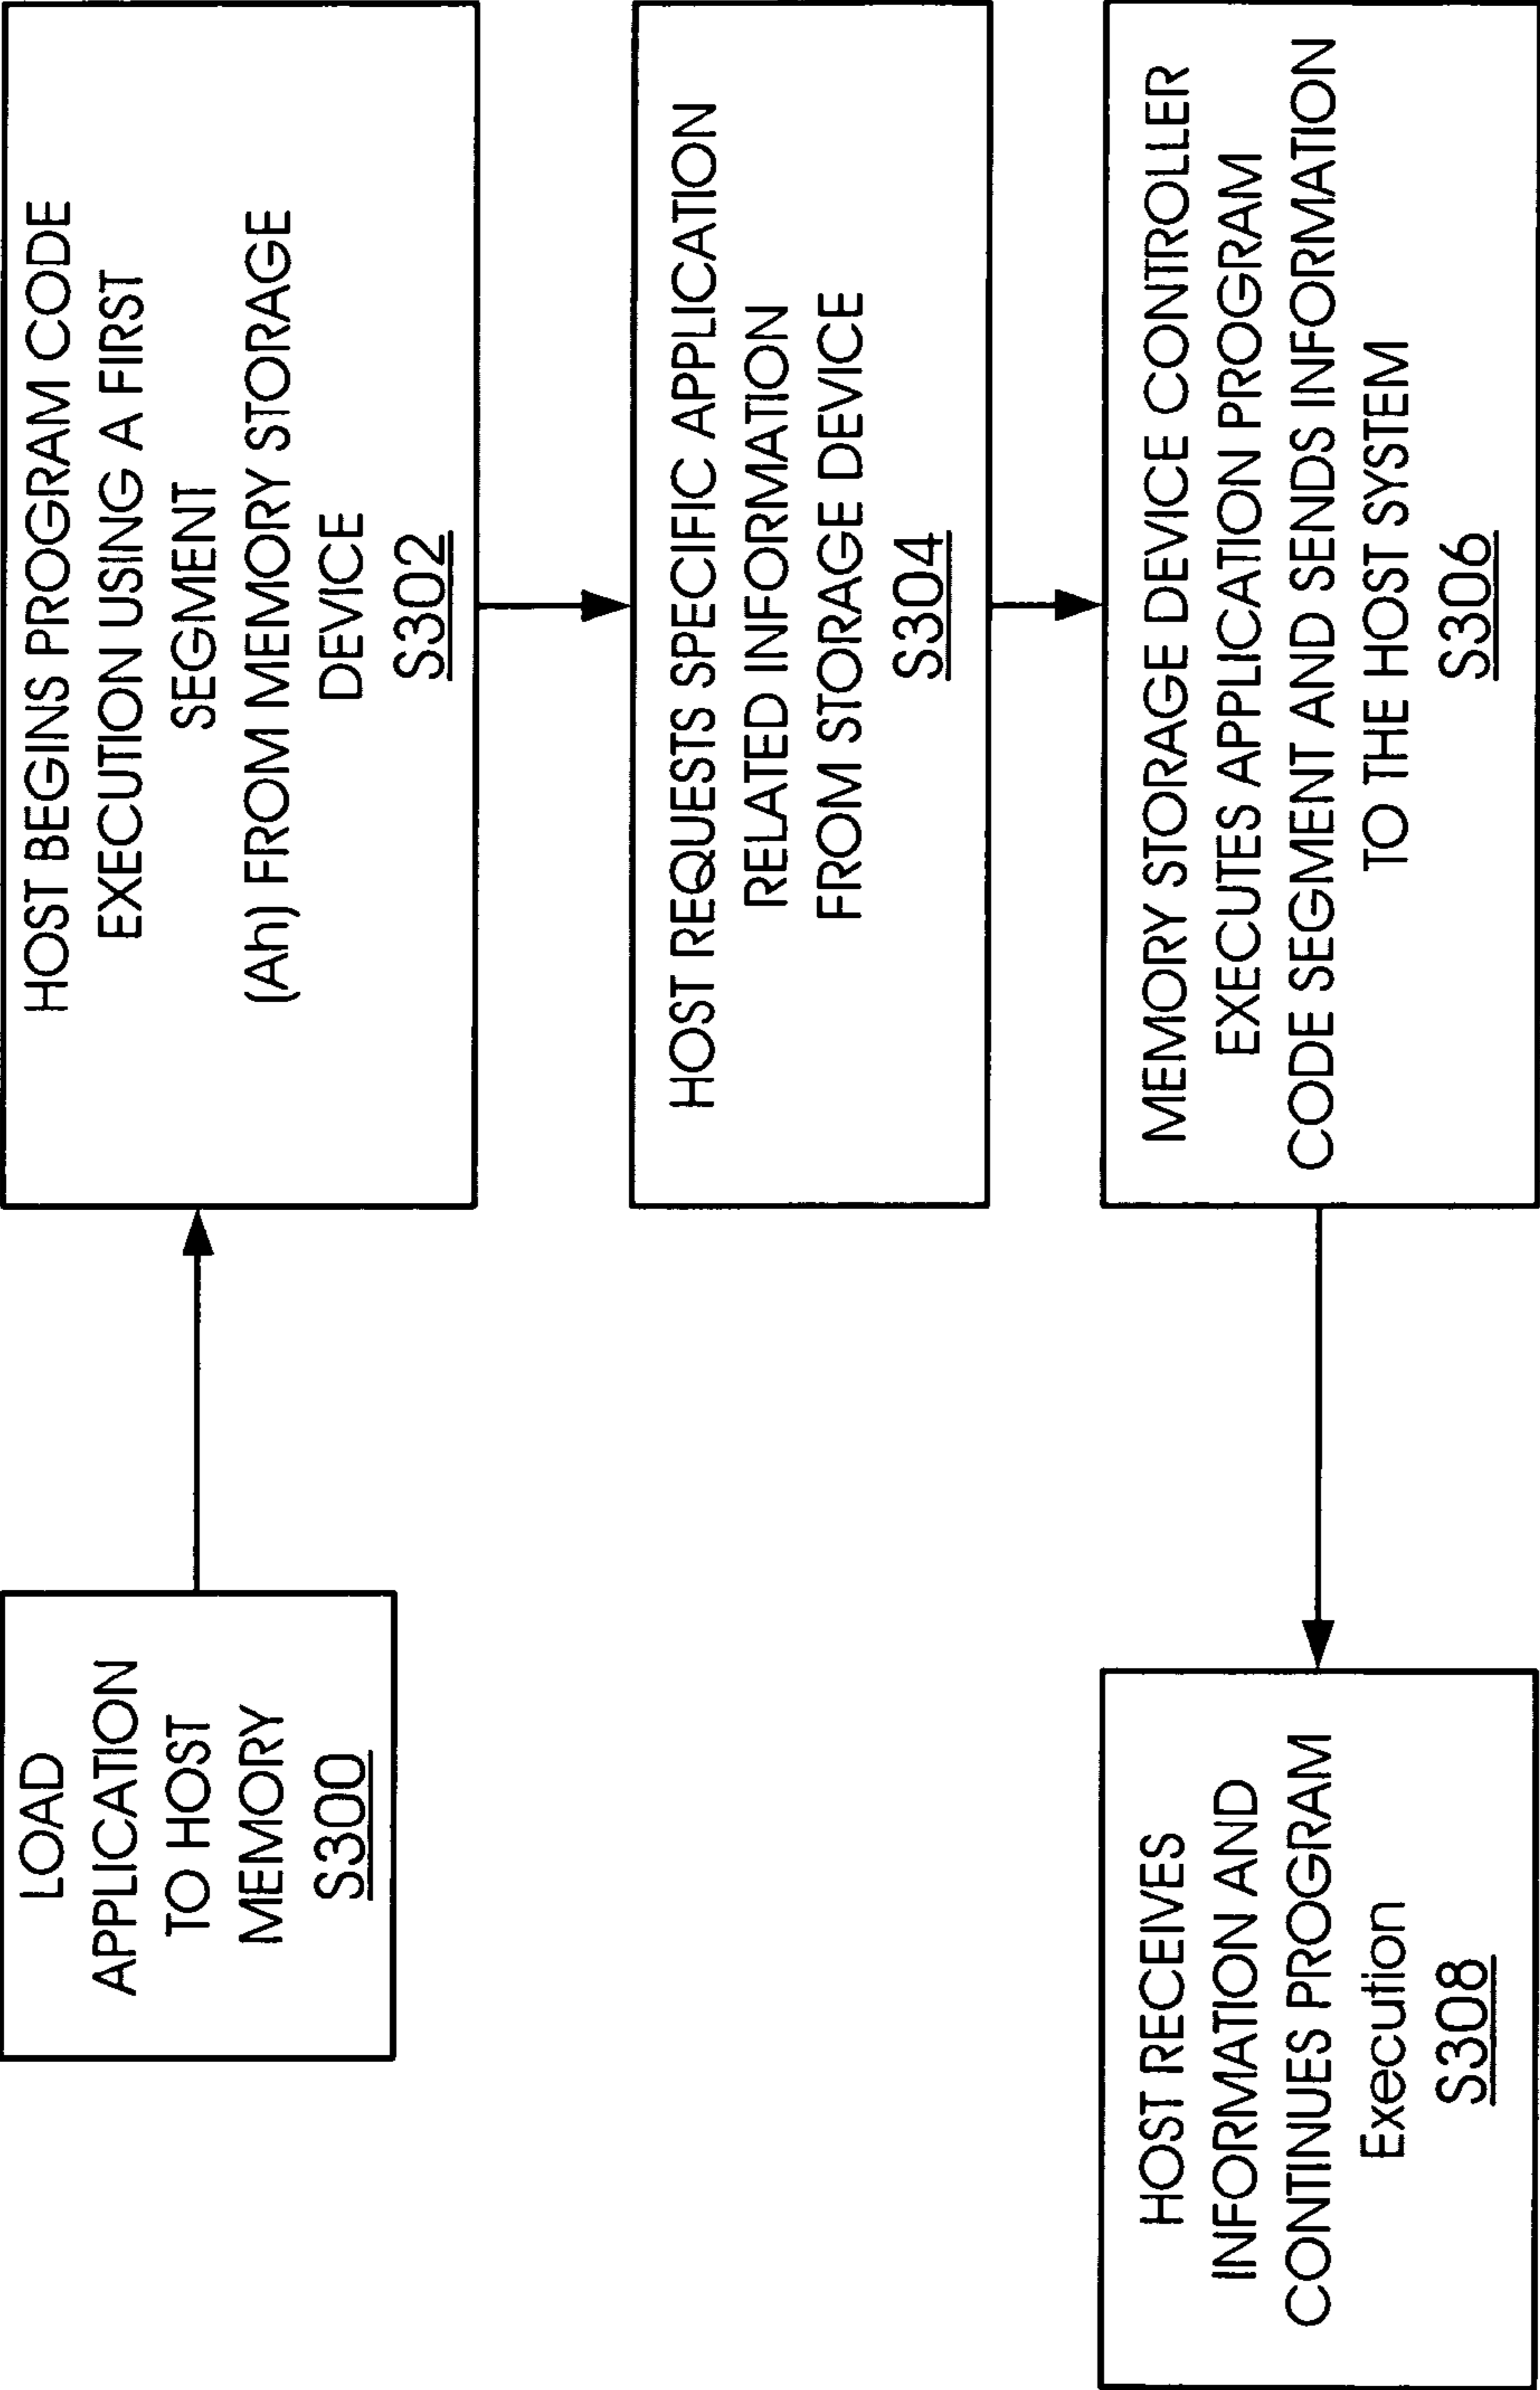 LOAD
APPLICATION
TO HOST
MEMORY
S300
HOST BEGINS PROGRAM CODE
EXECUTION USING A FIRST
SEGMENT
(Ah) FROM MEMORY STORAGE
DEVICE
S302
HOST REQUESTS SPECIFIC APPLICATION
RELATED INFORMATION
FROM STORAGE DEVICE
S304
MEMORY STORAGE DEVICE CONTROLLER
EXECUTES APPLICATION PROGRAM
CODE SEGMENT AND SENDS INFORMATION
TO THE HOST SYSTEM
S306
HOST RECEIVES
INFORMATION AND
CONTINUES PROGRAM
Execution
S308